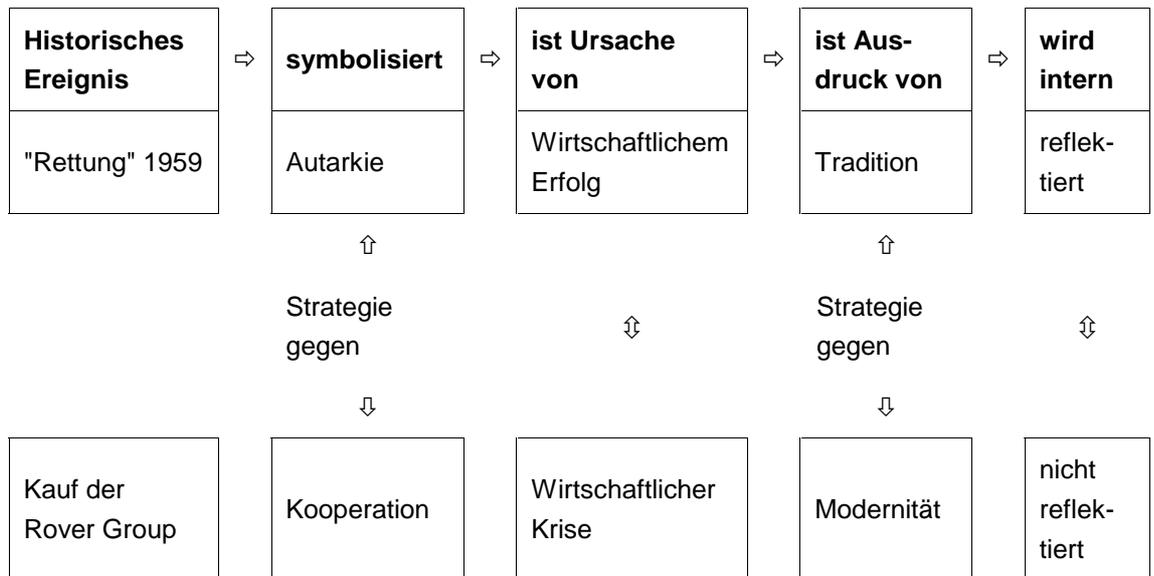 Historisches
Ereignis
⇨
symbolisiert
⇨
ist Ursache
von
⇨
ist Aus-
druck von
⇨
wird
intern
"Rettung" 1959
Autarkie
Wirtschaftlichem
Erfolg
Tradition
reflek-
tiert
⇧
⇧
Strategie
gegen
⇕
Strategie
gegen
⇕
⇩
⇩
Kauf der
Rover Group
Kooperation
Wirtschaftlicher
Krise
Modernität
nicht
reflek-
tiert